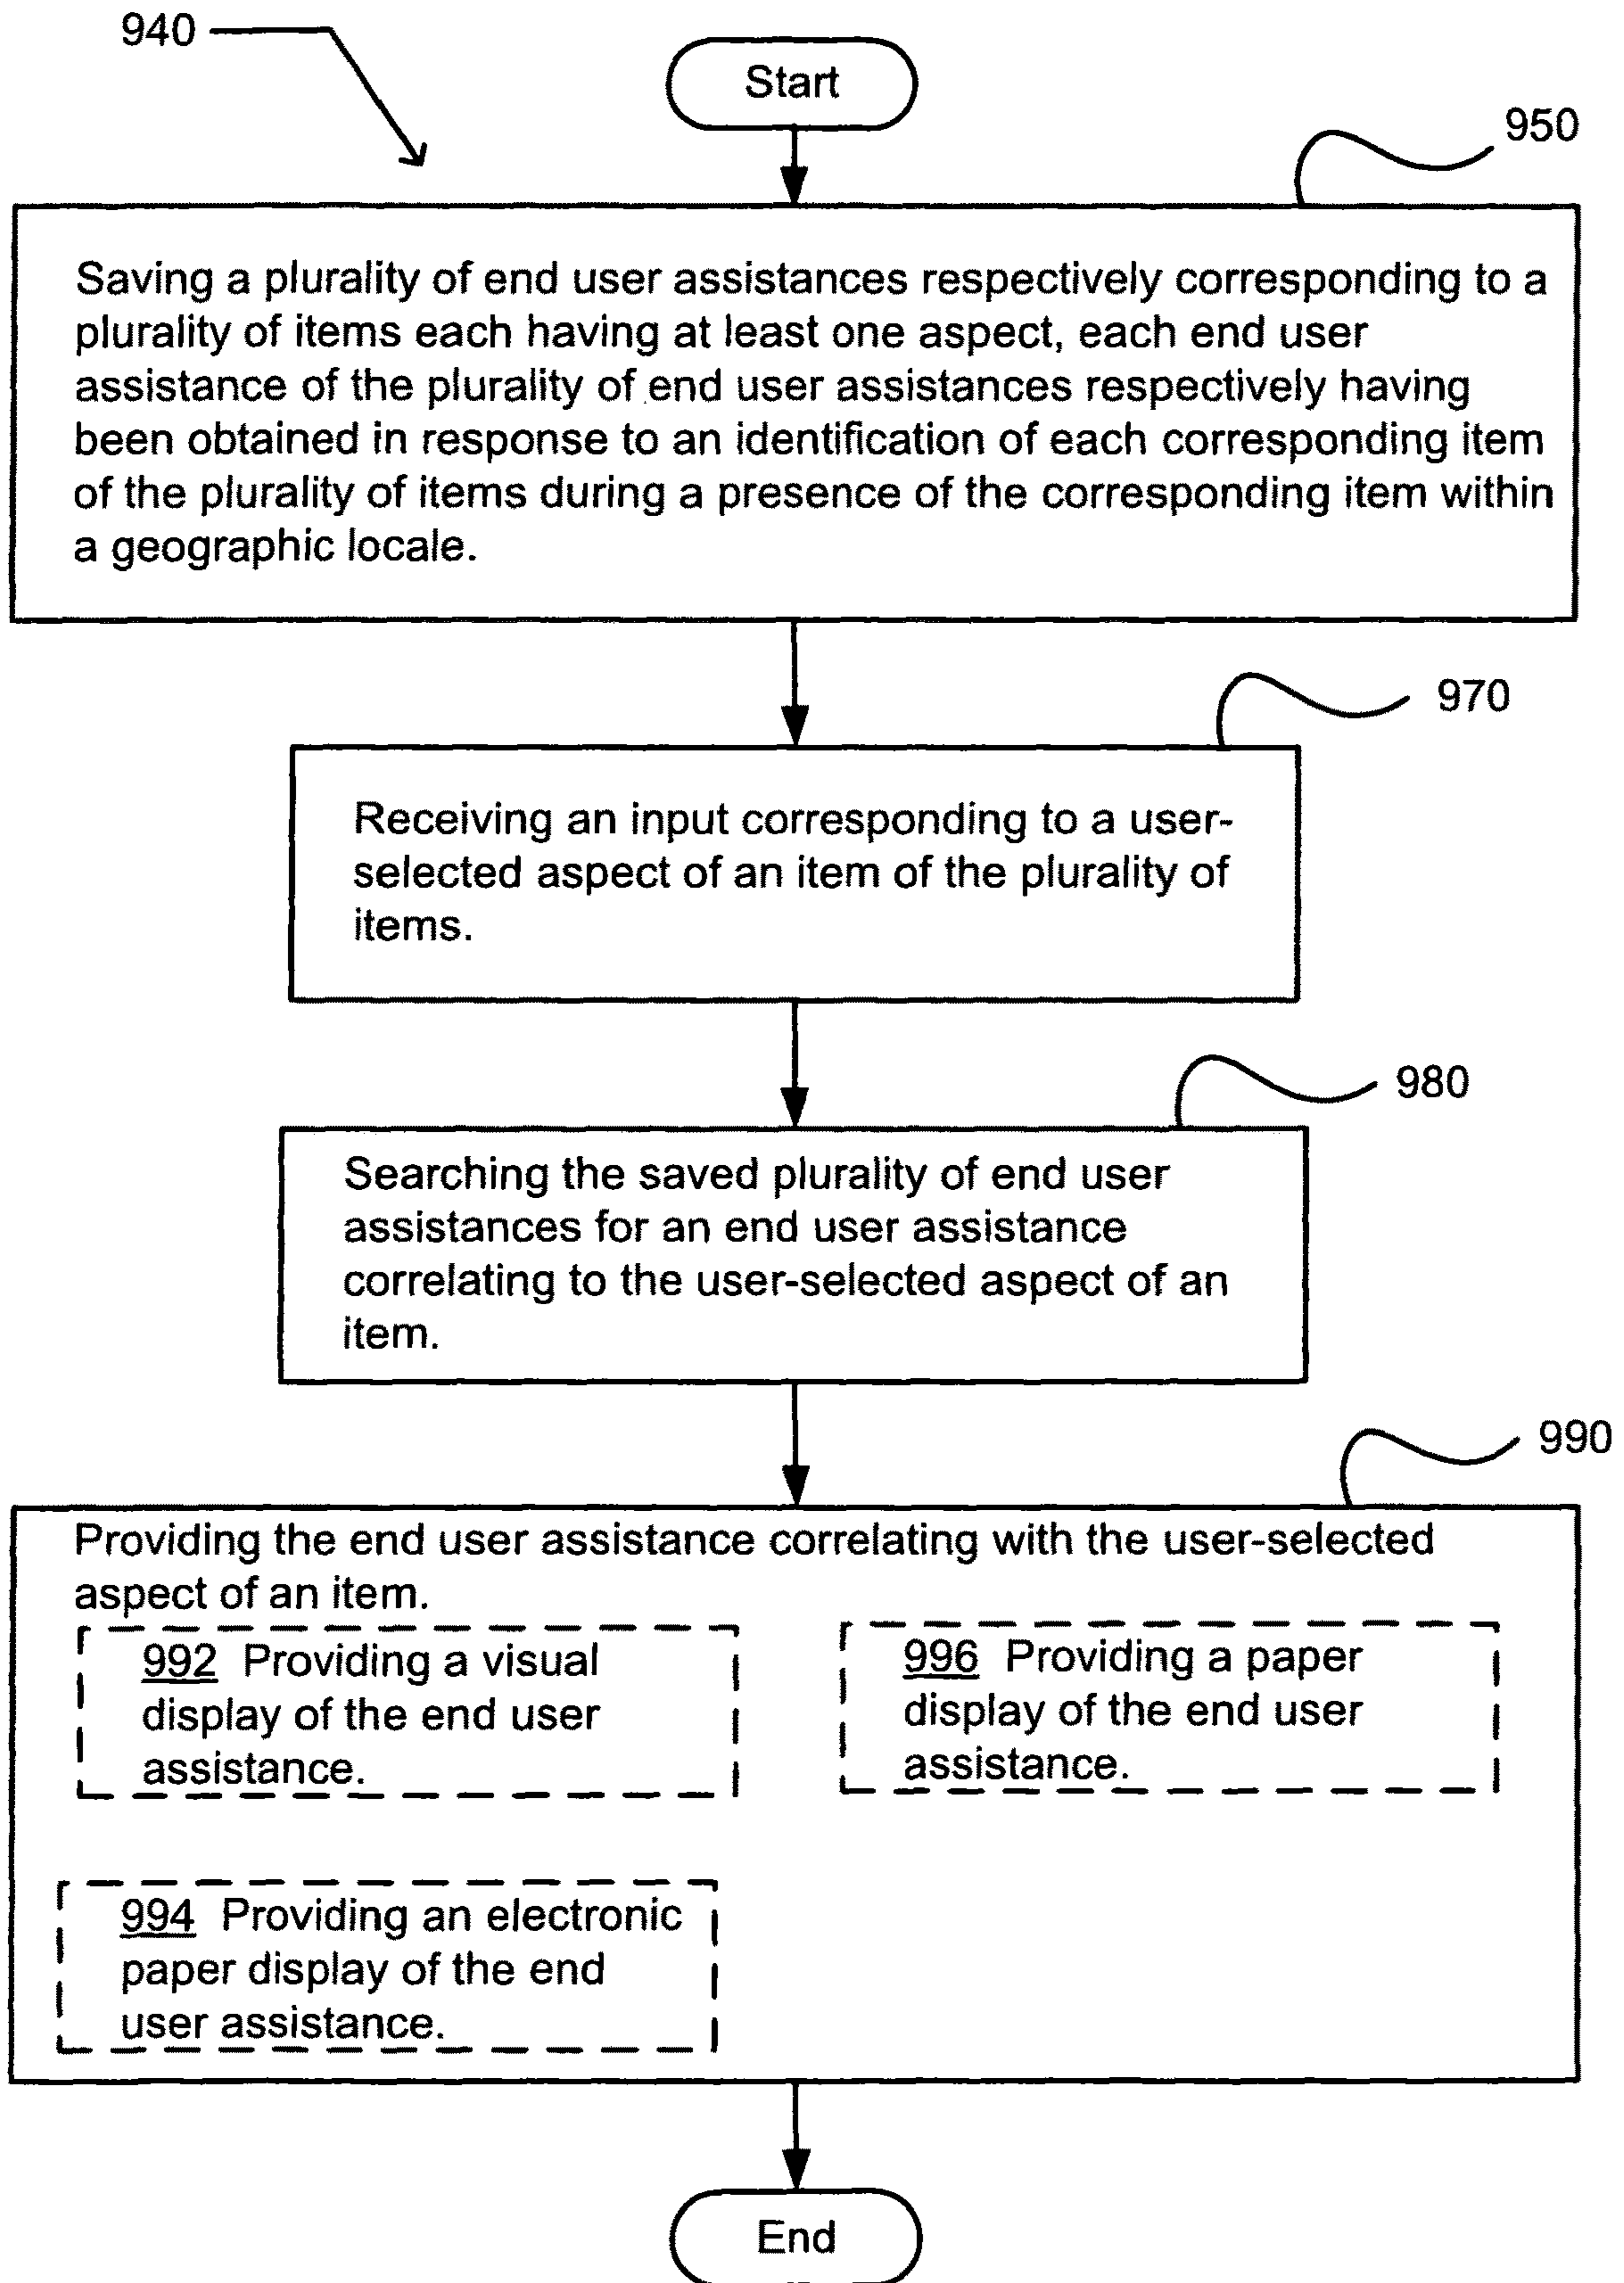 940
Start
950
Saving a plurality of end user assistances respectively corresponding to a
plurality of items each having at least one aspect, each end user
assistance of the plurality of end user assistances respectively having
been obtained in response to an identification of each corresponding item
of the plurality of items during a presence of the corresponding item within
a geographic locale.
970
Receiving an input corresponding to a user-
selected aspect of an item of the plurality of
items.
980
Searching the saved plurality of end user
assistances for an end user assistance
correlating to the user-selected aspect of an
item.
990
Providing the end user assistance correlating with the user-selected
aspect of an item.
992 Providing a visual
display of the end user
assistance.
996 Providing a paper
display of the end user
assistance.
994 Providing an electronic
paper display of the end
user assistance.
End